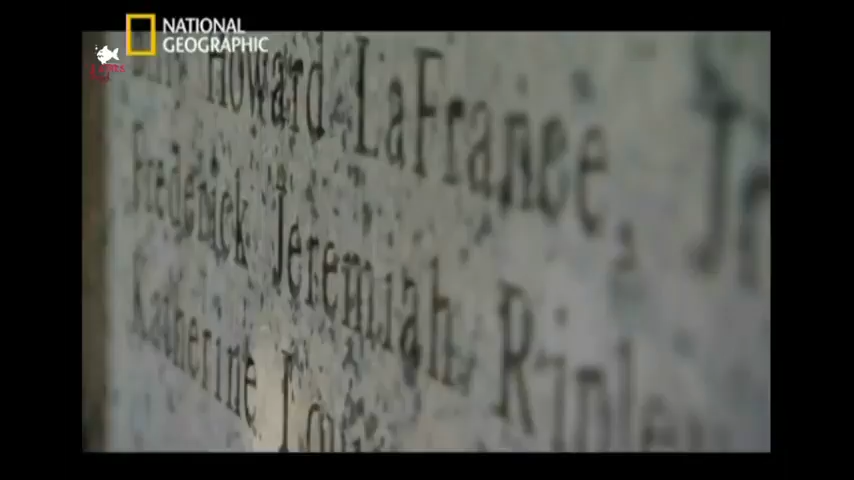 NATIONAL
GEOGRAPHIC
Howard LaFrance, Jr
Frederick Jeremiah Ripley
Katherine